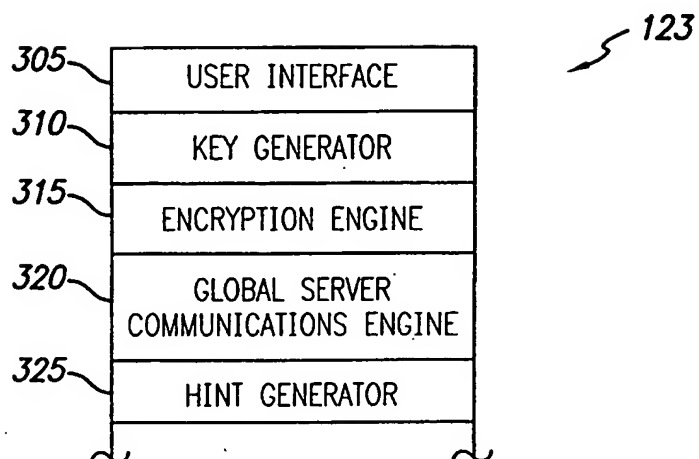 123
305
USER INTERFACE
310
KEY GENERATOR
315
ENCRYPTION ENGINE
320
GLOBAL SERVER
COMMUNICATIONS ENGINE
325
HINT GENERATOR